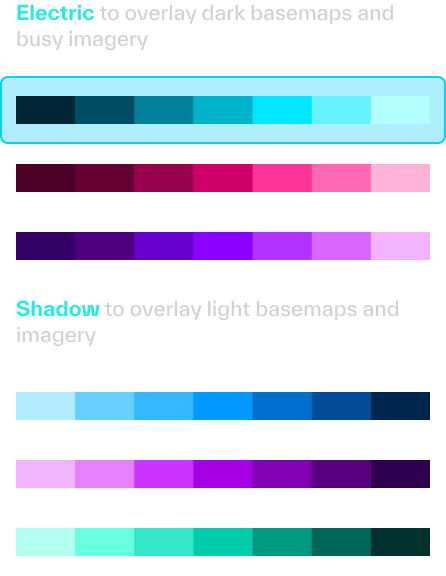 Electric to overlay dark basemaps and
busy imagery
Shadow to overlay light basemaps and
imagery